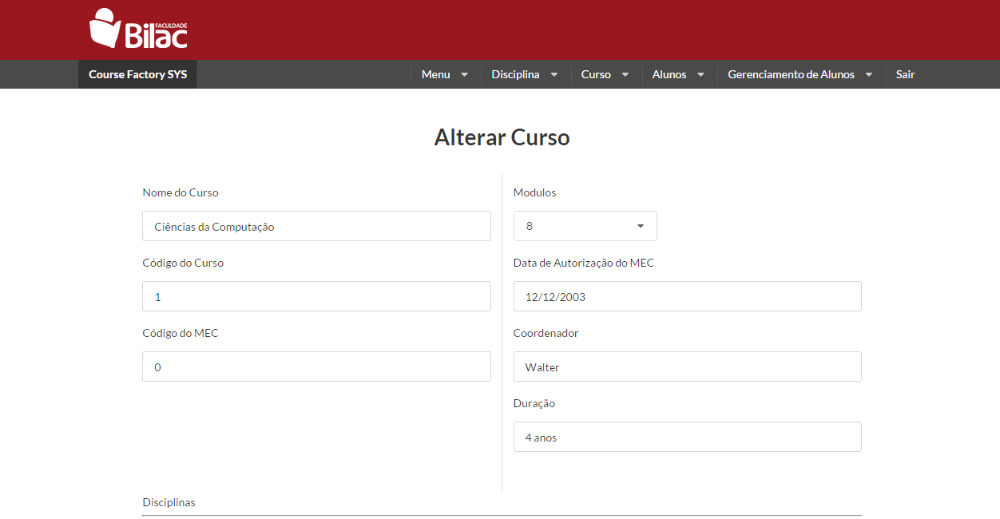 FACULDADE
Bilac
Course Factory SYS
Menu
Disciplina
Curso
Alunos
Gerenciamento de Alunos
Sair
Alterar Curso
Nome do Curso
Ciências da Computação
Código do Curso
1
Código do MEC
0
Modulos
8
Data de Autorização do MEC
12/12/2003
Coordenador
Walter
Duração
4 anos
Disciplinas